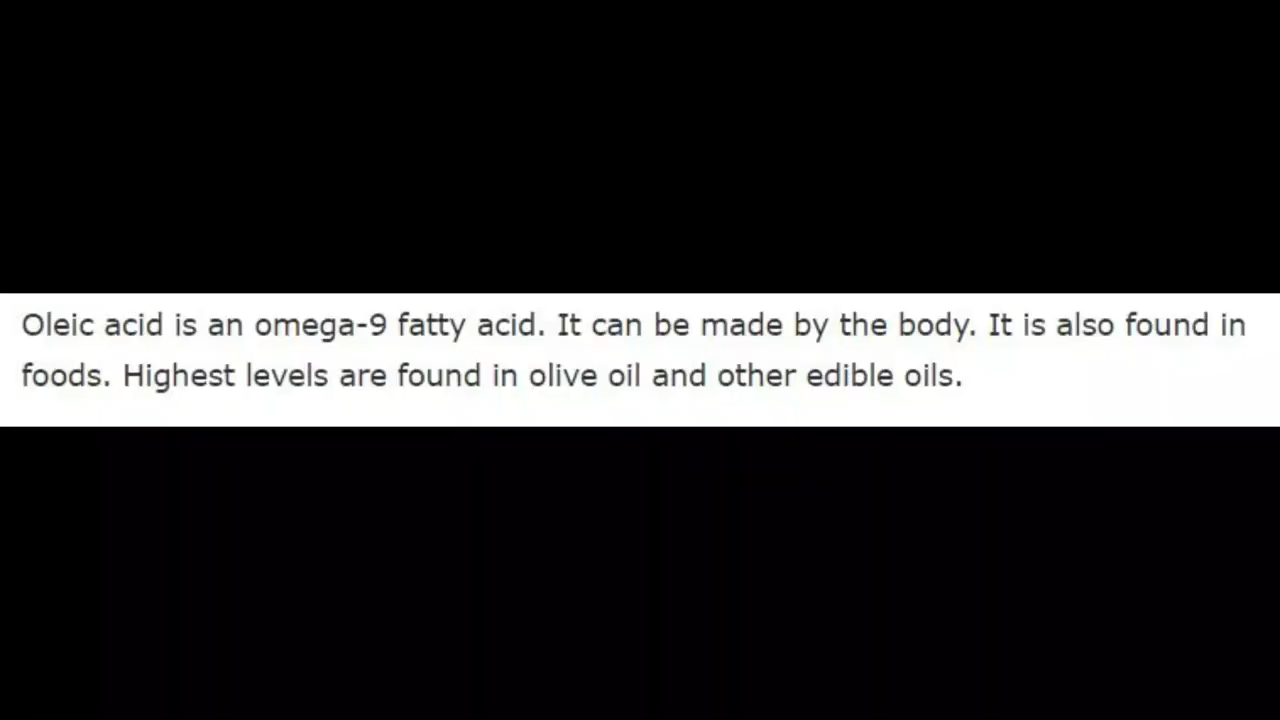 Oleic acid is an omega-9 fatty acid. It can be made by the body. It is also found in
foods. Highest levels are found in olive oil and other edible oils.